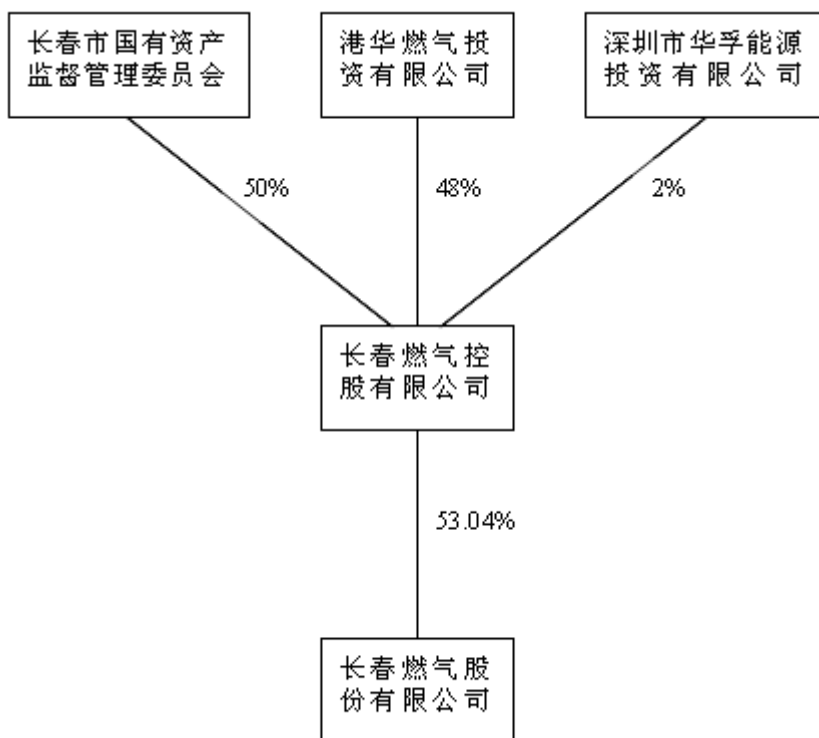 长春市国有资产
监督管理委员会
港华燃气投
资有限公司
深圳市华孚能源
投资有限公司
50%
48%
2%
长春燃气控
股有限公司
53.04%
长春燃气股
份有限公司